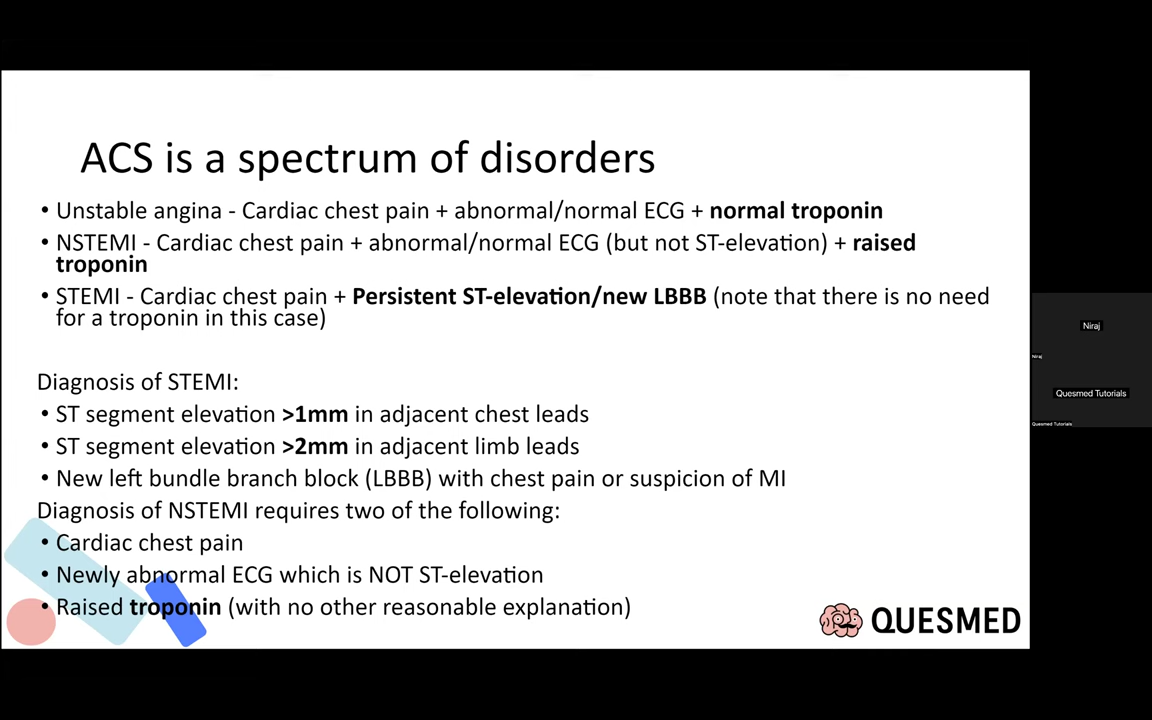 ACS is a spectrum of disorders
• Unstable angina - Cardiac chest pain + abnormal/normal ECG + normal troponin
• NSTEMI - Cardiac chest pain + abnormal/normal ECG (but not ST-elevation) + raised
troponin
• STEMI - Cardiac chest pain + Persistent ST-elevation/new LBBB (note that there is no need
for a troponin in this case)
Diagnosis of STEMI:
• ST segment elevation >1mm in adjacent chest leads
• ST segment elevation >2mm in adjacent limb leads
• New left bundle branch block (LBBB) with chest pain or suspicion of MI
Diagnosis of NSTEMI requires two of the following:
• Cardiac chest pain
• Newly abnormal ECG which is NOT ST-elevation
• Raised troponin (with no other reasonable explanation)
QUESMED
Niraj
Niraj
Quesmed Tutorials
Quesmed Tutorials